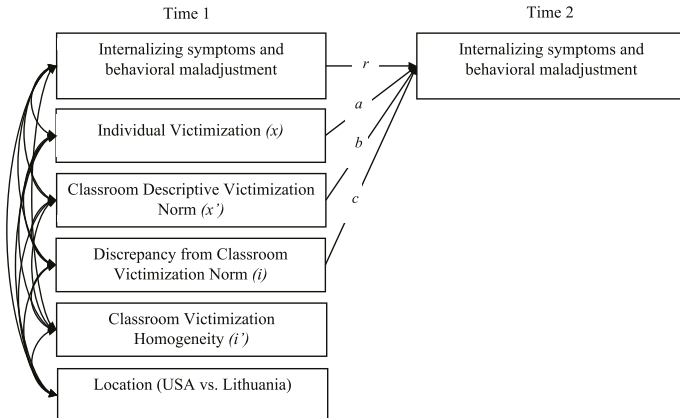 Time 1
Time 2
Internalizing symptoms and
behavioral maladjustment
r
Internalizing symptoms and
behavioral maladjustment
a
Individual Victimization (x)
b
Classroom Descriptive Victimization
Norm (x’)
c
Discrepancy from Classroom
Victimization Norm (i)
Classroom Victimization
Homogeneity (i’)
Location (USA vs. Lithuania)